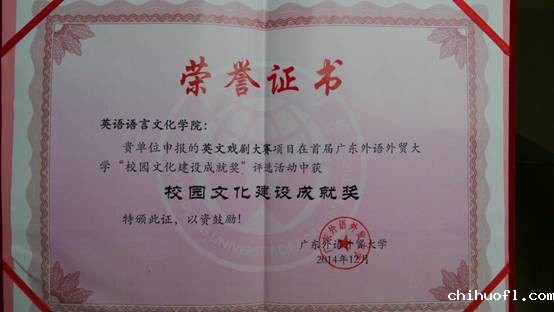 荣誉证书
英语语言文化学院：
贵单位申报的英文戏剧大赛项目在首届广东外语外贸大
学“校园文化建设成就奖”评选活动中获
校园文化建设成就奖
特颁此证，以资鼓励！
广东外语外贸大学
2014年12月
chihuofl.com